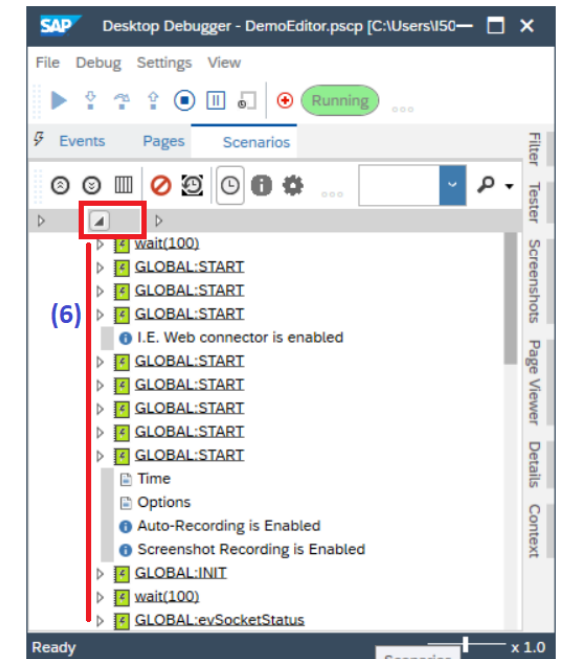 SAP Desktop Debugger - DemoEditor.pscp [C:\Users\I50
File Debug Settings View
Running
Events Pages Scenarios
wait(100)
GLOBAL:START
GLOBAL:START
(6) GLOBAL:START
I.E. Web connector is enabled
GLOBAL:START
GLOBAL:START
GLOBAL:START
GLOBAL:START
GLOBAL:START
Time
Options
Auto-Recording is Enabled
Screenshot Recording is Enabled
GLOBAL:INIT
wait(100)
GLOBAL:evSocketStatus
Ready
Scenarios
x 1.0
Filter
Tester
Screenshots
Page Viewer
Details
Context